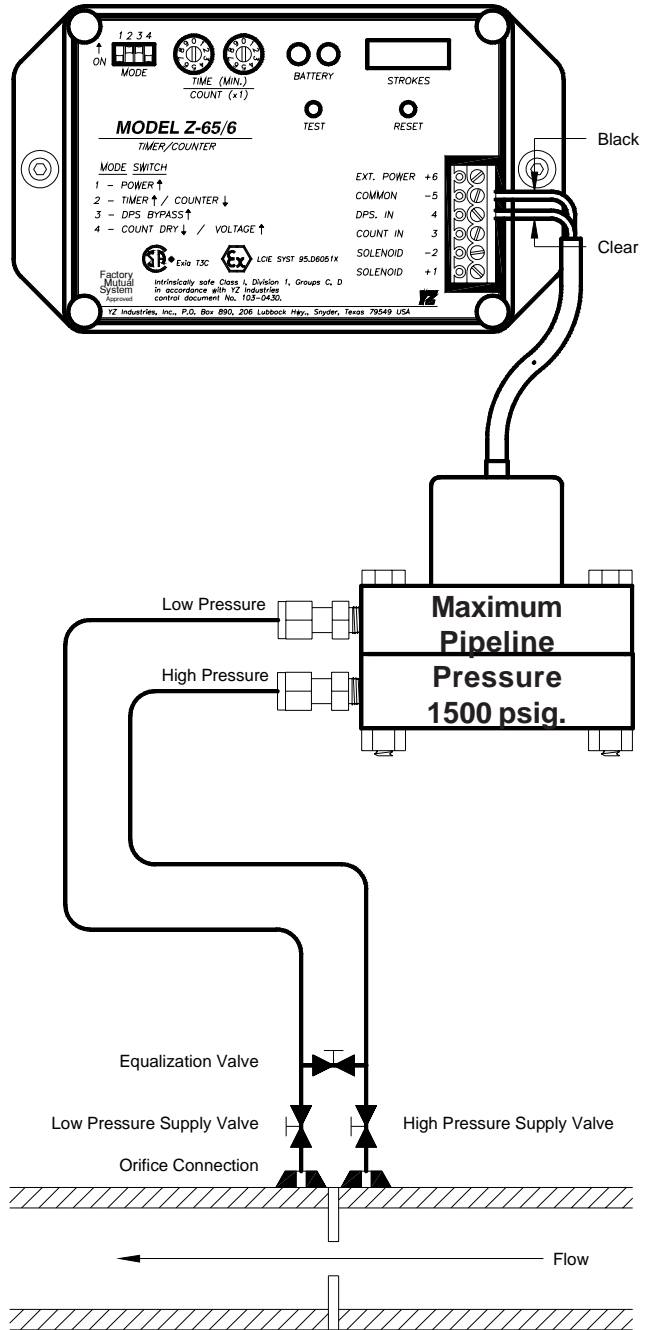 1 2 3 4
↑
ON
MODE
TIME (MIN.)
COUNT (x1)
BATTERY
STROKES
TEST
RESET
MODEL Z-65/6
TIMER/COUNTER
MODE SWITCH
1 - POWER↑
2 - TIMER↑ / COUNTER↓
3 - DPS BYPASS↑
4 - COUNT DRY↓ / VOLTAGE↑
EXT. POWER +6
COMMON -5
DPS. IN 4
COUNT IN 3
SOLENOID -2
SOLENOID +1
Black
Clear
Exia T3C
Ex
LCIE SYST 95.D6051X
Factory
Mutual
System
Approved
Intrinsically safe Class I, Division 1, Groups C, D
in accordance with YZ Industries
control document No. 103-0430.
YZ
YZ Industries, Inc., P.O. Box 890, 206 Lubbock Hwy., Snyder, Texas 79549 USA
Low Pressure
High Pressure
Maximum
Pipeline
Pressure
1500 psig.
Equalization Valve
Low Pressure Supply Valve
High Pressure Supply Valve
Orifice Connection
Flow